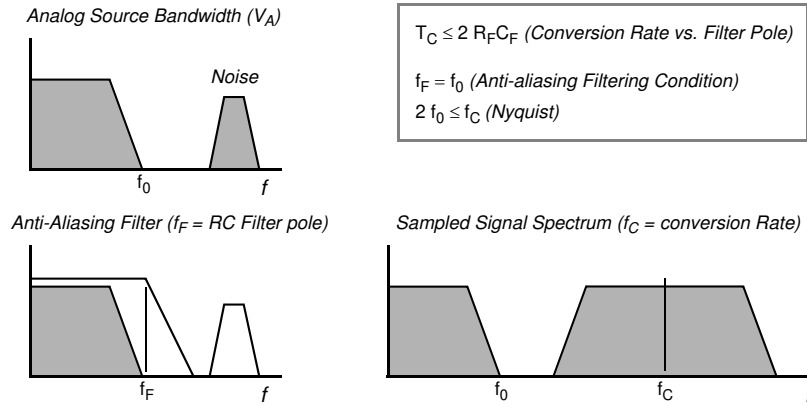 Analog Source Bandwidth (VA)
Noise
f0
f
TC ≤ 2 RFCF (Conversion Rate vs. Filter Pole)
fF = f0 (Anti-aliasing Filtering Condition)
2 f0 ≤ fC (Nyquist)
Anti-Aliasing Filter (fF = RC Filter pole)
fF
f
Sampled Signal Spectrum (fC = conversion Rate)
f0
fC